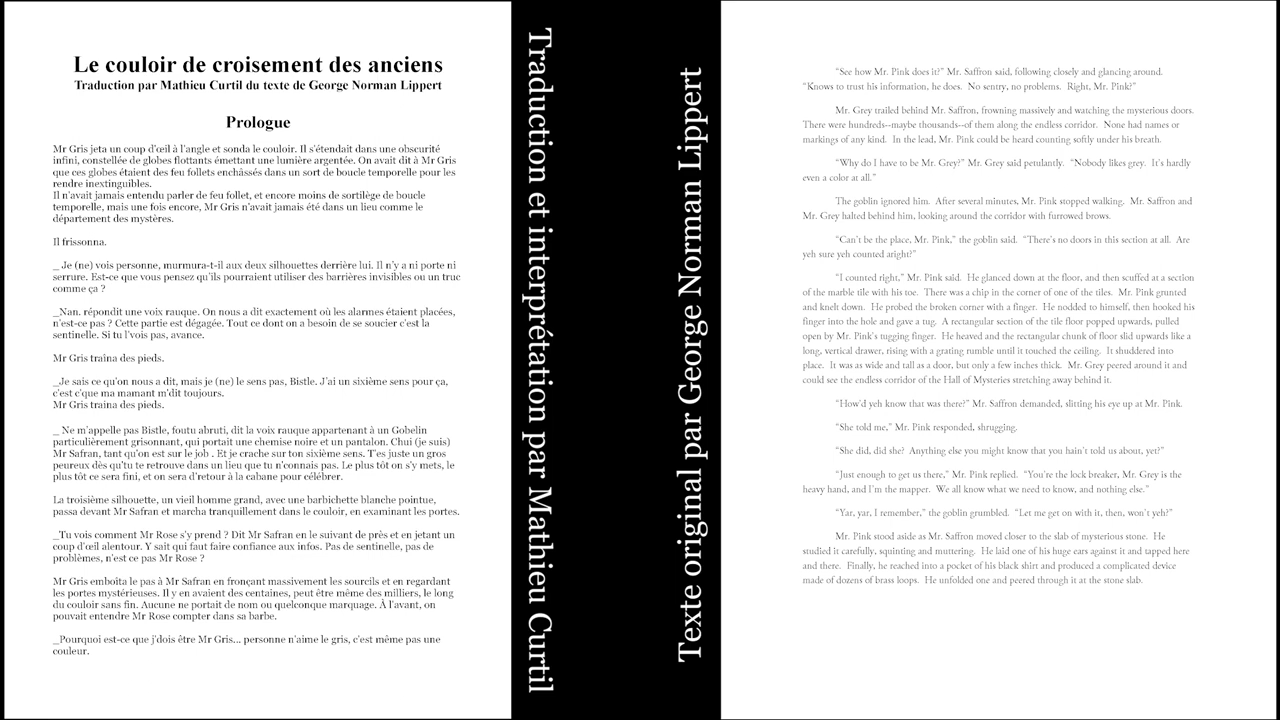 Le couloir de croisement des anciens
Traduction par Mathieu Curtil du texte de George Norman Lippert
Prologue
Mr Gris jeta un coup d'œil à l'angle et sonda le couloir. Il s'étendait dans une obscurité
infini, constellée de globes flottants émettant une lumière argentée. On avait dit à Mr Gris
que ces globes étaient des feu follets enchâssés dans un sort de boucle temporelle pour les
rendre inextinguibles.
Il n'avait jamais entendu parler de feu follet, et encore moins de sortilège de boucle
temporelle, mais une fois encore, Mr Gris n'avait jamais été dans un lieu comme le
département des mystères.
Il frissonna.
_ Je (ne) vois personne, murmura-t-il aux deux silhouettes derrière lui. Il n'y a ni porte ni
serrure. Est-ce que vous pensez qu'ils pourraient utiliser des barrières invisibles ou un truc
comme ça ?
_Nan. répondit une voix rauque. On nous a dit exactement où les alarmes étaient placées,
n'est-ce pas ? Cette partie est dégagée. Tout ce dont on a besoin de se soucier c'est la
sentinelle. Si tu l'vois pas, avance.
Mr Gris traina des pieds.
_Je sais ce qu'on nous a dit, mais je (ne) le sens pas, Bistle. J'ai un sixième sens pour ça,
c'est c'que ma mamant m'dit toujours.
Mr Gris traina des pieds.
_ Ne m'appelle pas Bistle, foutu abruti, dit la voix rauque appartenant à un Gobelin
particulièrement grisonnant, qui portait une chemise noire et un pantalon. Chui (je suis)
Mr Safran, tant qu'on est sur le job . Et je crache sur ton sixième sens. T'es juste un gros
peureux dès qu'tu te retrouve dans un lieu que tu n'connais pas. Le plus tôt on s'y mets, le
plus tôt ce sera fini, et on sera d'retour à la cabane pour célébrer.
La troisième silhouette, un vieil homme grand, avec une barbichette blanche pointue,
passa devant Mr Safran et marcha tranquillement dans le couloir, en examinant les portes.
_Tu vois comment Mr Rose s'y prend ? Dit Mr Safran en le suivant de près et en jetant un
coup d'œil alentour. Y sait qui faut faire confiance aux infos. Pas de sentinelle, pas de
problèmes, n'est ce pas Mr Rose ?
Mr Gris emboita le pas à Mr Safran en fronçant massivement les sourcils et en regardant
les portes mystérieuses. Il y en avaient des centaines, peut être même des milliers, le long
du couloir sans fin. Aucune ne portait de nom ou quelconque marquage. À l'avant, on
pouvait entendre Mr Rose compter dans sa barbe.
_Pourquoi est-ce que j'dois être Mr Gris... personne n'aime le gris, c'est même pas une
couleur.
Traduction et interprétation par Mathieu Curtil
Texte original par George Norman Lippert
"See how Mr. Pink does it?" Mr. Saffron said, following closely and glancing around.
"Knows to trust his information, he does. No sentry, no problems. Right, Mr. Pink?"
Mr. Grey trailed behind Mr. Saffron, frowning massively and watching the mysterious doors.
There were hundreds--maybe thousands--of them along the endless corridor. None had names or
markings of any kind. In the lead, Mr. Pink could be heard counting softly under his breath.
"Why do I have to be Mr. Grey?" Mr. Grey said petulantly. "Nobody likes grey. It's hardly
even a color at all."
The goblin ignored him. After several minutes, Mr. Pink stopped walking. Mr. Saffron and
Mr. Grey halted behind him, looking around the corridor with furrowed brows.
"Can't be the place, Mr. Pink," the goblin said. "There's no doors in this section at all. Are
yeh sure yeh counted aright?"
"I counted right," Mr. Pink said. He glanced down at the floor, and then scuffed at a section
of the marble tile with his toe. There was a chip in the corner of one of the tiles. Mr. Pink grunted
and knelt down. He probed the broken corner with a finger. He nodded to himself, then hooked his
finger into the hole and gave a tug. A rectangular section of the tile floor popped upwards, pulled
open by Mr. Pink's tugging finger. He heaved and the rectangular chunk of floor slid upwards like a
long, vertical drawer, rising with a grating rumble until it touched the ceiling. It shuddered into
place. It was as wide and tall as a door, but only a few inches thick. Mr. Grey peered around it and
could see the endless corridor of the Hall of Mysteries stretching away behind it.
"How'd yeh know that was there?" Mr. Saffron demanded, slitting his eye up at Mr. Pink.
"She told me," Mr. Pink responded, shrugging.
"She did, did she? Anything else you might know that you hain't told us about, yet?"
"Just enough to get us there," Mr. Pink replied. "You're the lock breaker, Mr. Grey is the
heavy hand, and I'm the mapper. We all know what we need to know, and nothing else."
"Yar, yar, I remember," the goblin grumbled. "Let me get on with it, then, won't yeh?"
Mr. Pink stood aside as Mr. Saffron moved closer to the slab of mysterious stone. He
studied it carefully, squinting and muttering. He laid one of his huge ears against it and tapped here
and there. Finally, he reached into a pocket of his black shirt and produced a complicated device
made of dozens of brass loops. He unfolded one and peered through it at the stone slab.